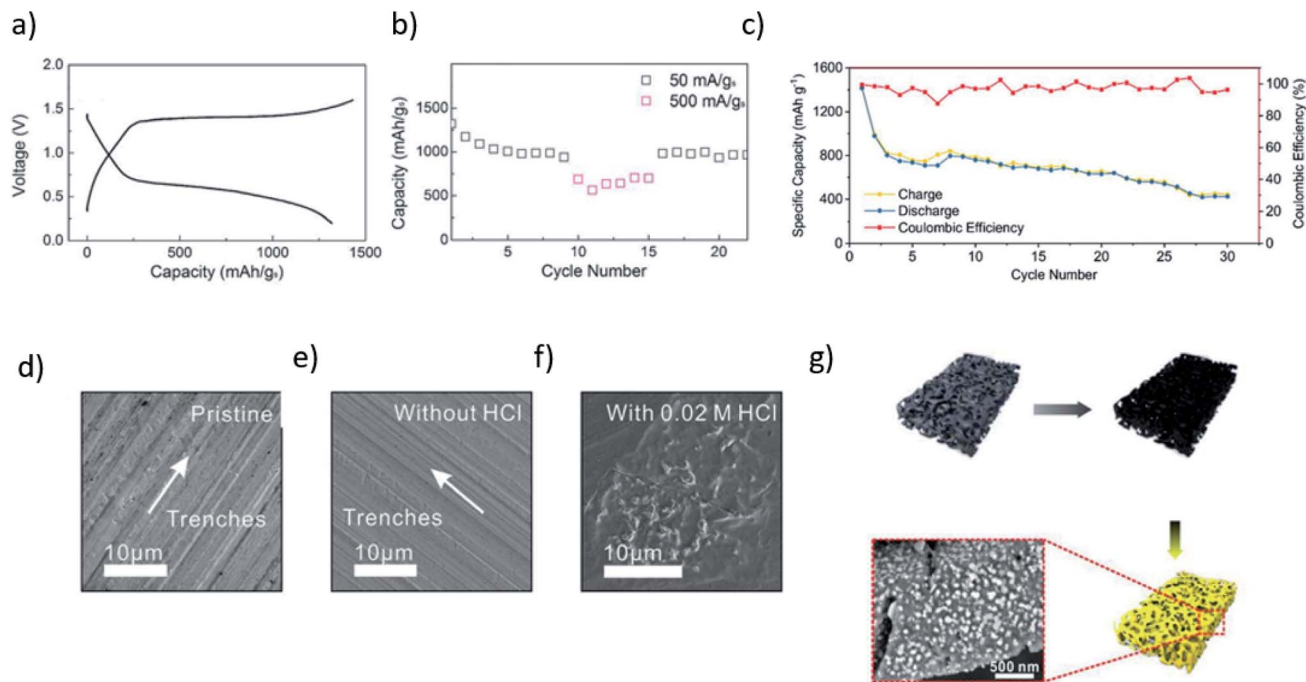 a)
b)
c)
2.0
1.5
1.0
0.5
0.0
Voltage (V)
0 500 1000 1500
Capacity (mAh/gs)
1500
1000
500
0
Capacity (mAh/gs)
50 mA/gs
500 mA/gs
5 10 15 20
Cycle Number
1600
1400
1200
800
400
0
Specific Capacity (mAh g⁻¹)
Charge
Discharge
Coulombic Efficiency
100
80
60
40
20
0
Coulombic Efficiency (%)
0 5 10 15 20 25 30
Cycle Number
d)
e)
f)
g)
Pristine
Trenches
10μm
Without HCl
Trenches
10μm
With 0.02 M HCl
10μm
500 nm